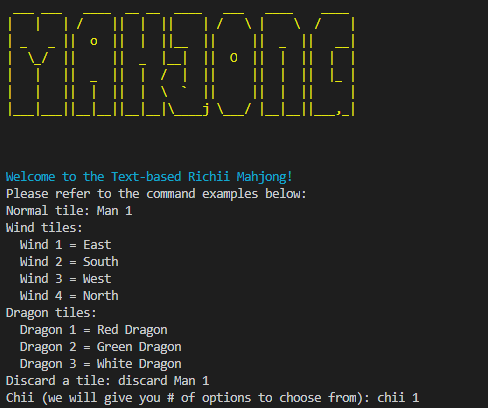 MAHJONG
Welcome to the Text-based Richii Mahjong!
Please refer to the command examples below:
Normal tile: Man 1
Wind tiles:
  Wind 1 = East
  Wind 2 = South
  Wind 3 = West
  Wind 4 = North
Dragon tiles:
  Dragon 1 = Red Dragon
  Dragon 2 = Green Dragon
  Dragon 3 = White Dragon
Discard a tile: discard Man 1
Chii (we will give you # of options to choose from): chii 1